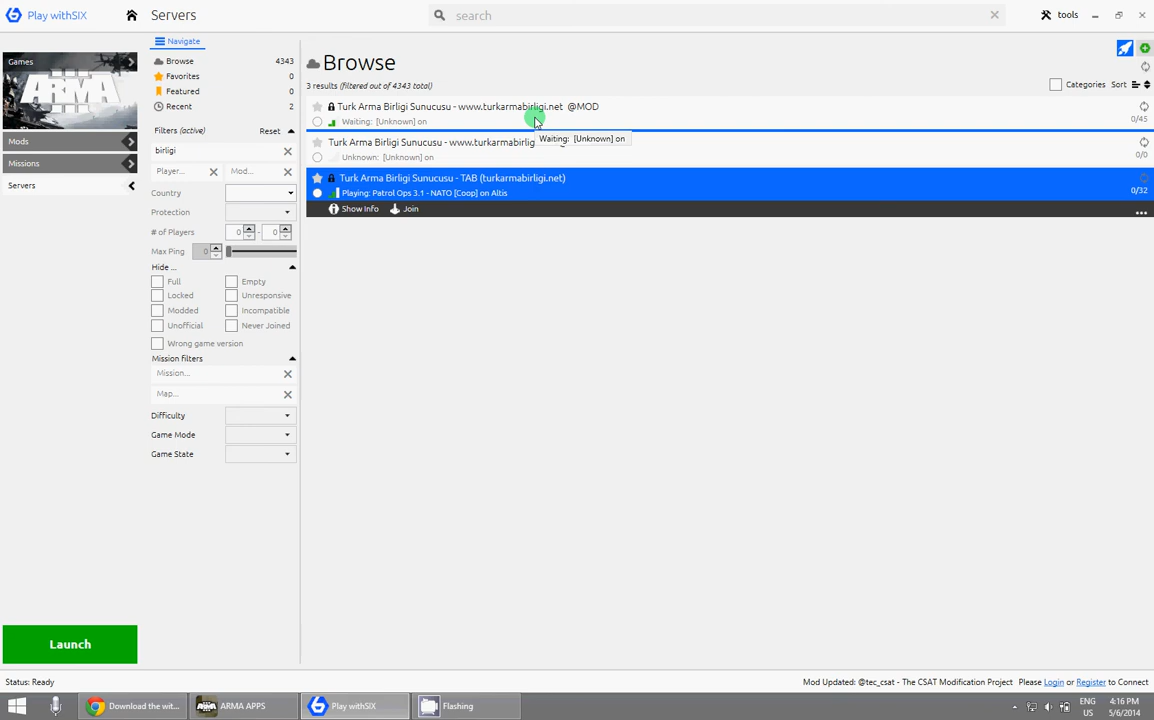 Play withSIX
Servers
search
tools
Games
ARMA
Mods
Missions
Servers
Navigate
Browse 4343
Favorites 0
Featured 0
Recent 2
Filters (active) Reset
birligi
Player... Mod...
Country
Protection
# of Players 0 - 0
Max Ping 0
Hide ...
Full Empty
Locked Unresponsive
Modded Incompatible
Unofficial Never Joined
Wrong game version
Mission filters
Mission...
Map...
Difficulty
Game Mode
Game State
Browse
3 results (filtered out of 4343 total)
Categories Sort
Turk Arma Birligi Sunucusu - www.turkarmabirligi.net @MOD
Waiting: [Unknown] on 0/45
Waiting: [Unknown] on
Turk Arma Birligi Sunucusu - www.turkarmabirlig
Unknown: [Unknown] on 0/0
Turk Arma Birligi Sunucusu - TAB (turkarmabirligi.net)
Playing: Patrol Ops 3.1 - NATO [Coop] on Altis 0/32
Show Info Join
Launch
Status: Ready
Mod Updated: @tec_csat - The CSAT Modification Project Please Login or Register to Connect
Download the wit...
ARMA APPS
Play withSIX
Flashing
ENG
US
4:16 PM
5/6/2014